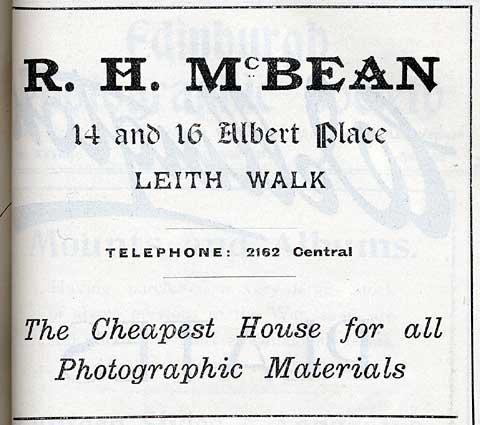 R. H. McBEAN
14 and 16 Albert Place
LEITH WALK
TELEPHONE: 2162 Central
The Cheapest House for all
Photographic Materials